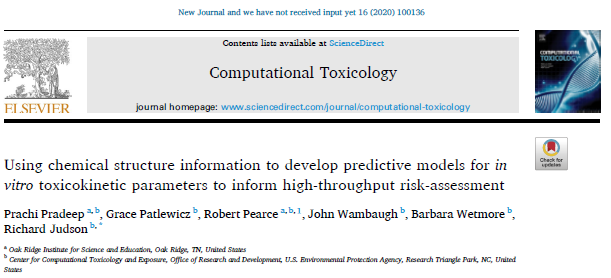 New Journal and we have not received input yet 16 (2020) 100136
Contents lists available at ScienceDirect
Computational Toxicology
journal homepage: www.sciencedirect.com/journal/computational-toxicology
ELSEVIER
COMPUTATIONAL
TOXICOLOGY
Check for
updates
Using chemical structure information to develop predictive models for in
vitro toxicokinetic parameters to inform high-throughput risk-assessment
Prachi Pradeep a,b, Grace Patlewicz b, Robert Pearce a,b,1, John Wambaugh b, Barbara Wetmore b,
Richard Judson b,*
a Oak Ridge Institute for Science and Education, Oak Ridge, TN, United States
b Center for Computational Toxicology and Exposure, Office of Research and Development, U.S. Environmental Protection Agency, Research Triangle Park, NC, United
States